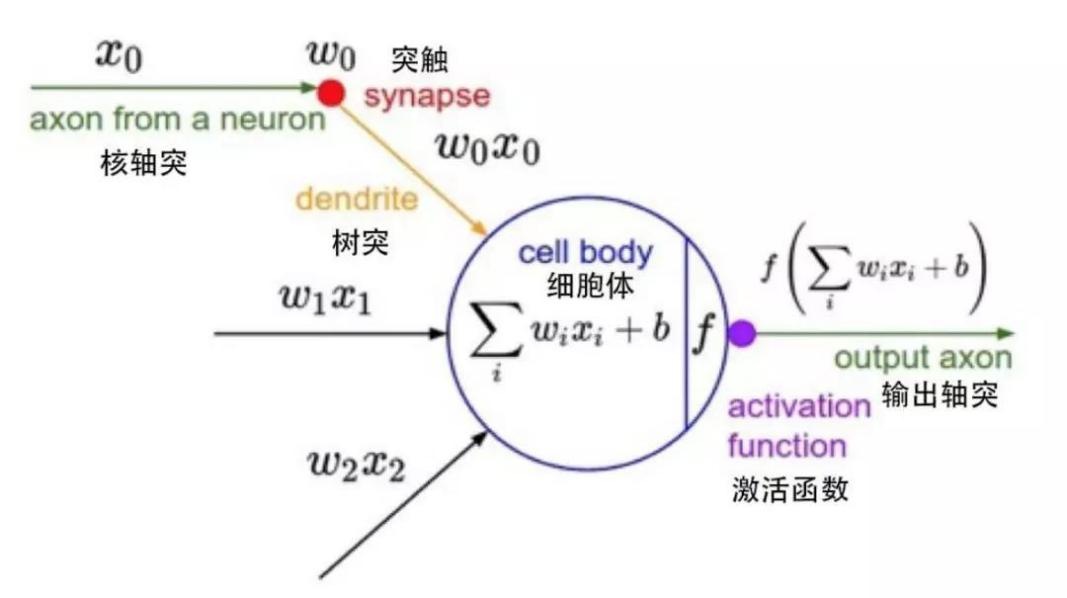 x₀
w₀
突触
synapse
axon from a neuron
核轴突
w₀x₀
dendrite
树突
cell body
细胞体
w₁x₁
∑ᵢ wᵢxᵢ + b
f
f(∑ᵢ wᵢxᵢ + b)
output axon
输出轴突
activation
function
激活函数
w₂x₂